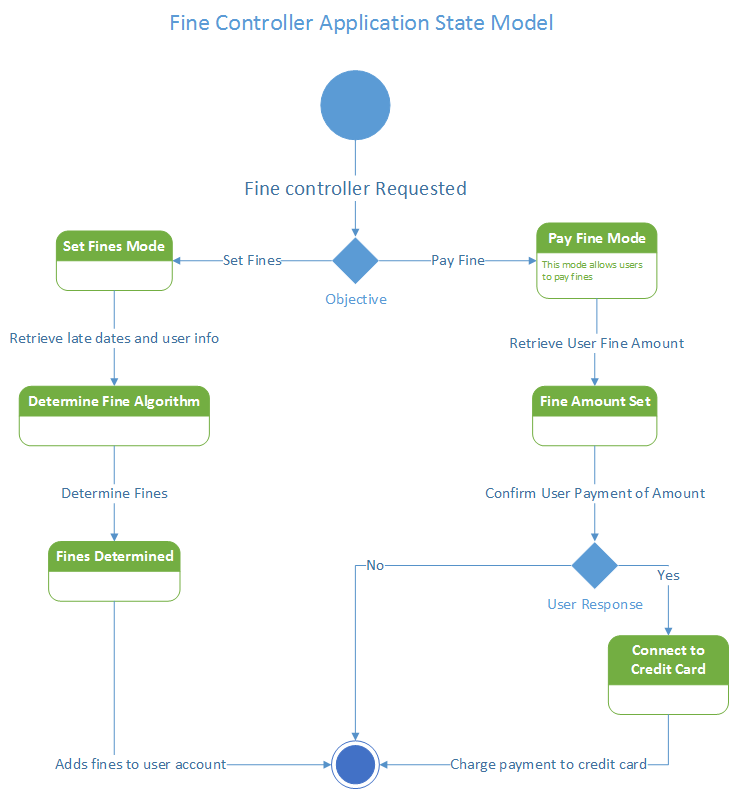 Fine Controller Application State Model
Fine controller Requested
Set Fines Mode
Set Fines
Objective
Pay Fine
Pay Fine Mode
This mode allows users
to pay fines
Retrieve late dates and user info
Retrieve User Fine Amount
Determine Fine Algorithm
Fine Amount Set
Determine Fines
Confirm User Payment of Amount
Fines Determined
No
Yes
User Response
Connect to
Credit Card
Adds fines to user account
Charge payment to credit card